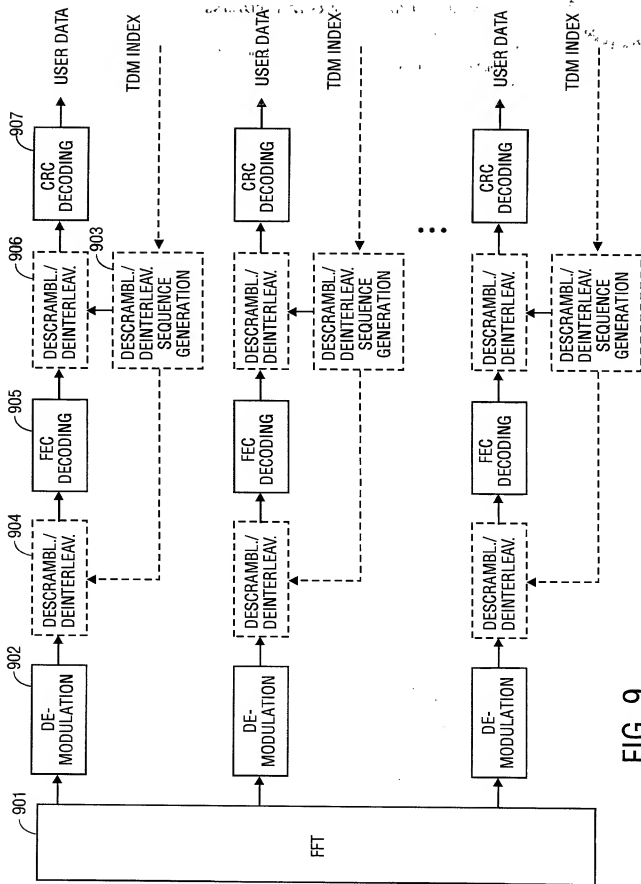 901
FFT
902
DE-
MODULATION
904
DESCRAMBL./
DEINTERLEAV.
905
FEC
DECODING
906
DESCRAMBL./
DEINTERLEAV.
903
DESCRAMBL./
DEINTERLEAV.
SEQUENCE
GENERATION
907
CRC
DECODING
USER DATA
TDM INDEX
DE-
MODULATION
DESCRAMBL./
DEINTERLEAV.
FEC
DECODING
DESCRAMBL./
DEINTERLEAV.
DESCRAMBL./
DEINTERLEAV.
SEQUENCE
GENERATION
CRC
DECODING
USER DATA
TDM INDEX
DE-
MODULATION
DESCRAMBL./
DEINTERLEAV.
FEC
DECODING
DESCRAMBL./
DEINTERLEAV.
DESCRAMBL./
DEINTERLEAV.
SEQUENCE
GENERATION
CRC
DECODING
USER DATA
TDM INDEX
FIG. 9